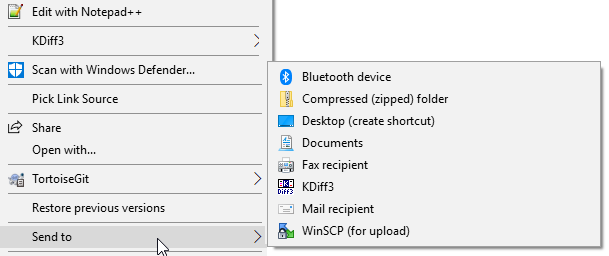 Edit with Notepad++
KDiff3
Scan with Windows Defender...
Pick Link Source
Share
Open with...
TortoiseGit
Restore previous versions
Send to
Bluetooth device
Compressed (zipped) folder
Desktop (create shortcut)
Documents
Fax recipient
KDiff3
Mail recipient
WinSCP (for upload)